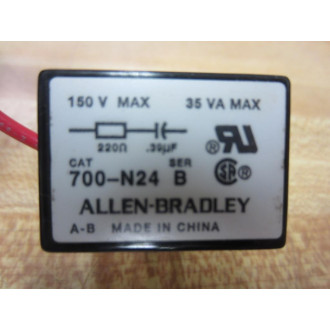 150 V MAX 35 VA MAX
220Ω .39µF
CAT SER
700-N24 B
ALLEN-BRADLEY
A-B MADE IN CHINA